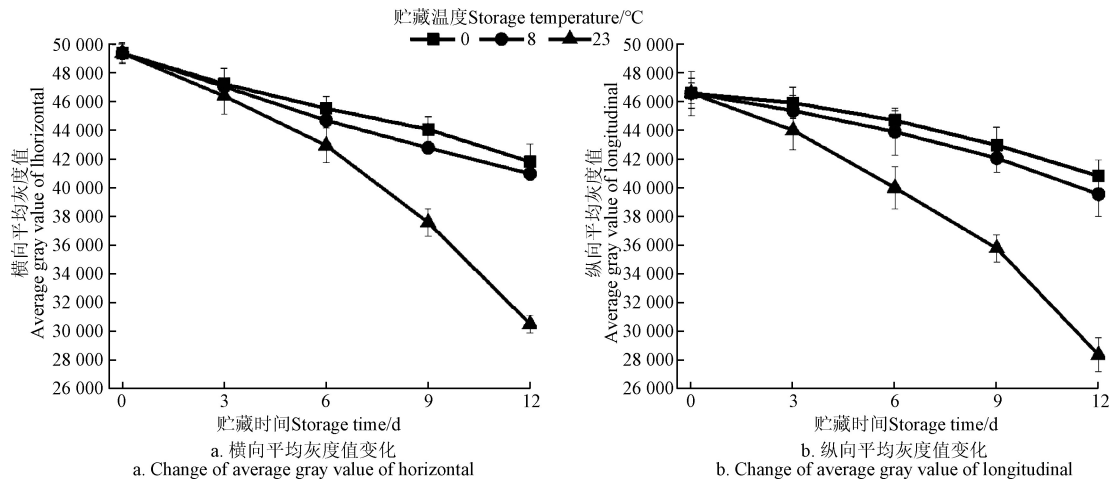 贮藏温度Storage temperature/℃
0 8 23
50 000
48 000
46 000
44 000
42 000
40 000
38 000
36 000
34 000
32 000
30 000
28 000
26 000
横向平均灰度值
Average gray value of lhorizontal
0 3 6 9 12
贮藏时间Storage time/d
a. 横向平均灰度值变化
a. Change of average gray value of horizontal
50 000
48 000
46 000
44 000
42 000
40 000
38 000
36 000
34 000
32 000
30 000
28 000
26 000
纵向平均灰度值
Average gray value of longitudinal
0 3 6 9 12
贮藏时间Storage time/d
b. 纵向平均灰度值变化
b. Change of average gray value of longitudinal